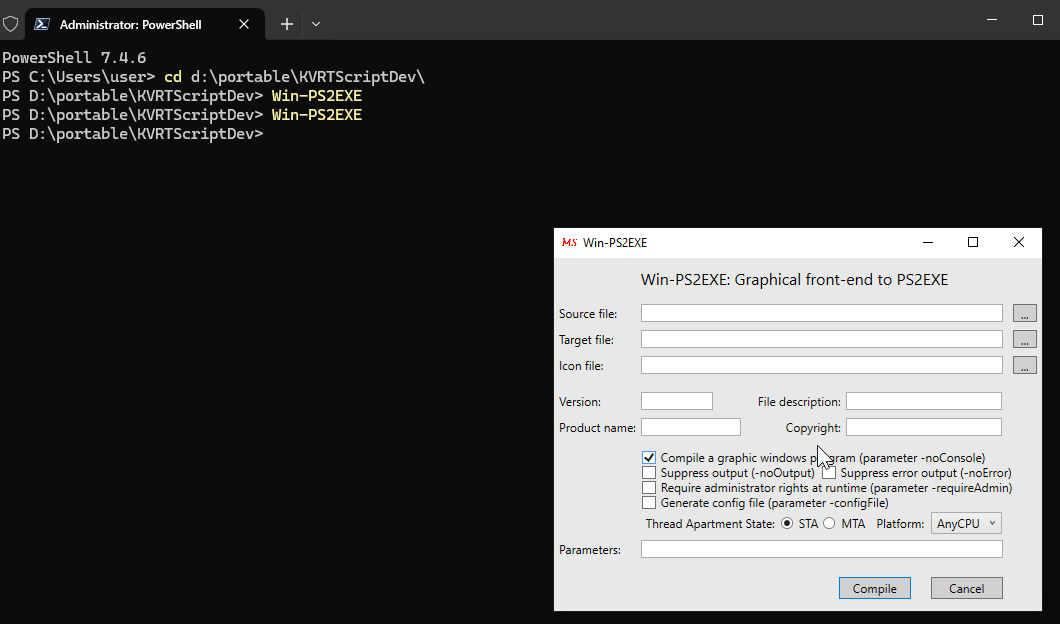 Administrator: PowerShell
PowerShell 7.4.6
PS C:\Users\user> cd d:\portable\KVRTScriptDev\
PS D:\portable\KVRTScriptDev> Win-PS2EXE
PS D:\portable\KVRTScriptDev> Win-PS2EXE
PS D:\portable\KVRTScriptDev>
MS Win-PS2EXE
Win-PS2EXE: Graphical front-end to PS2EXE
Source file: ...
Target file: ...
Icon file: ...
Version: File description:
Product name: Copyright:
Compile a graphic windows program (parameter -noConsole)
Suppress output (-noOutput) Suppress error output (-noError)
Require administrator rights at runtime (parameter -requireAdmin)
Generate config file (parameter -configFile)
Thread Apartment State: STA MTA Platform: AnyCPU
Parameters:
Compile Cancel